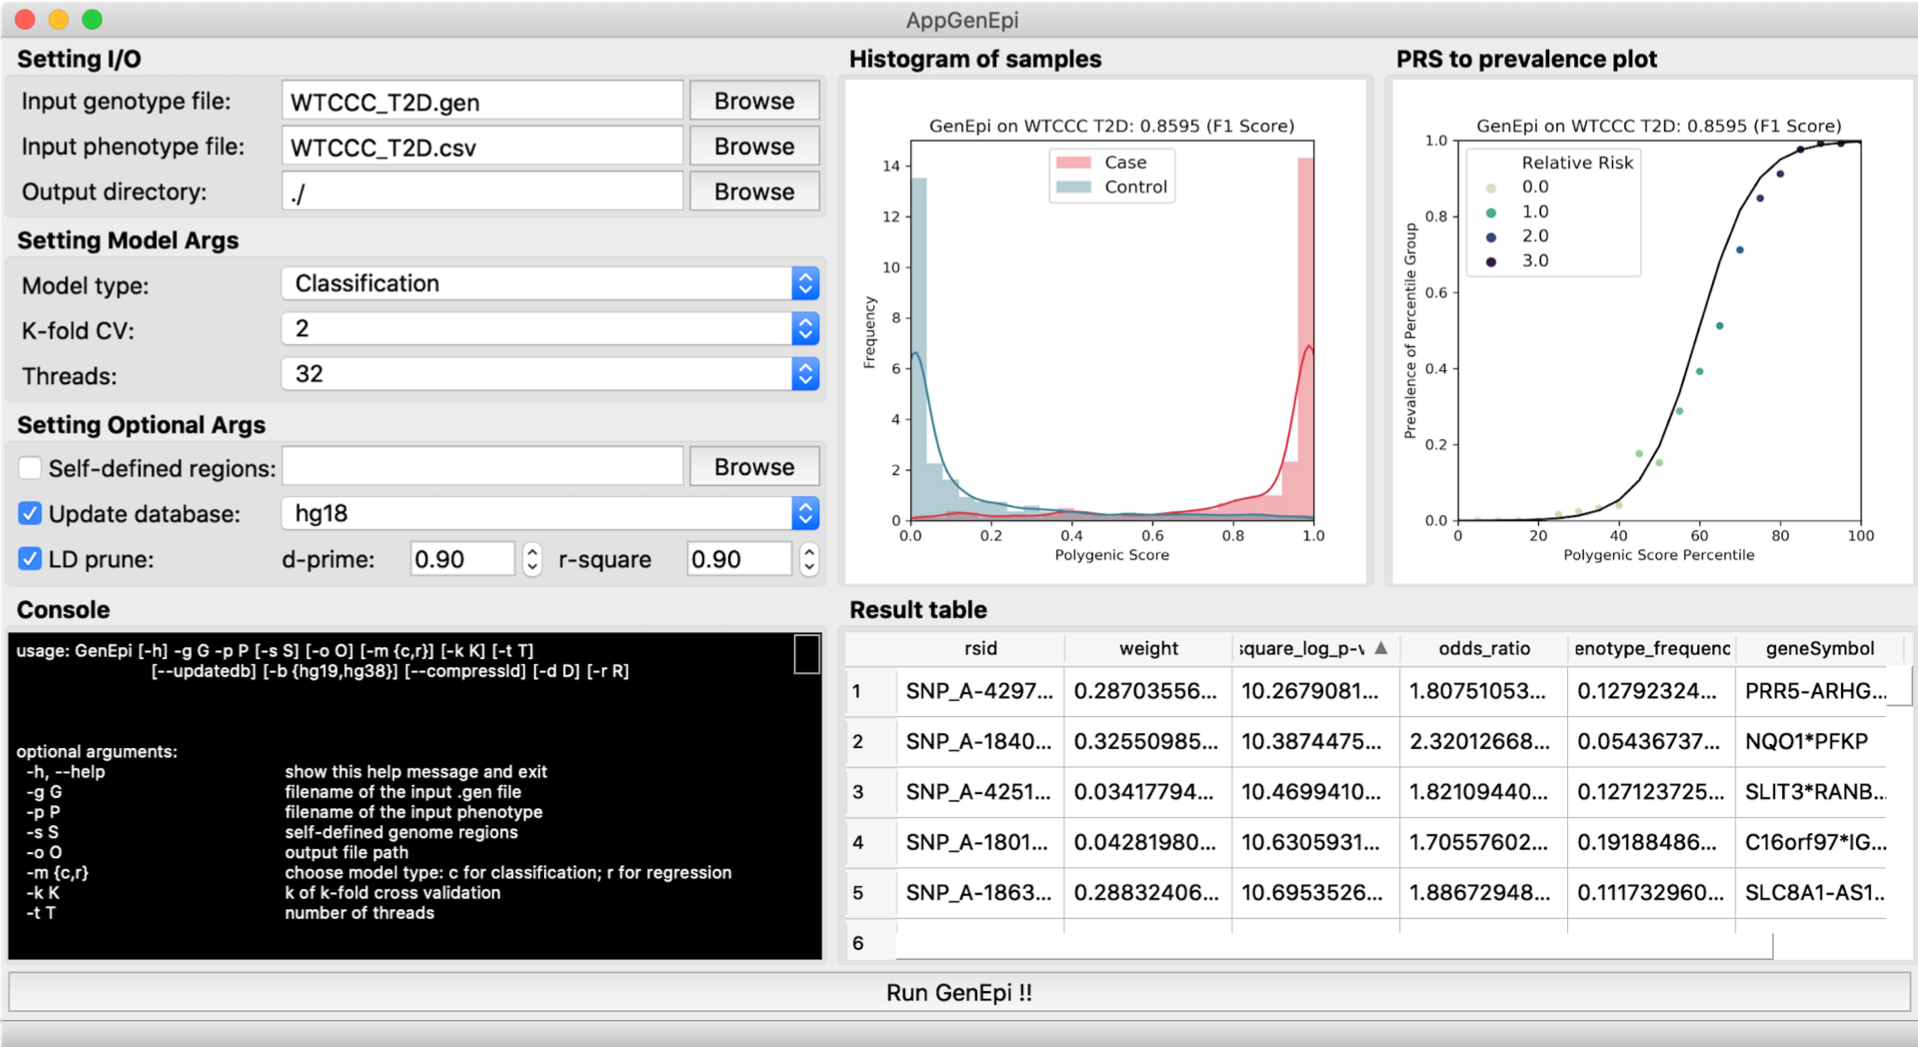 AppGenEpi
Setting I/O
Input genotype file: WTCCC_T2D.gen Browse
Input phenotype file: WTCCC_T2D.csv Browse
Output directory: ./ Browse
Setting Model Args
Model type: Classification
K-fold CV: 2
Threads: 32
Setting Optional Args
Self-defined regions: Browse
Update database: hg18
LD prune: d-prime: 0.90 r-square 0.90
Console
usage: GenEpi [-h] -g G -p P [-s S] [-o O] [-m {c,r}] [-k K] [-t T]
[--updatedb] [-b {hg19,hg38}] [--compressld] [-d D] [-r R]
optional arguments:
-h, --help show this help message and exit
-g G filename of the input .gen file
-p P filename of the input phenotype
-s S self-defined genome regions
-o O output file path
-m {c,r} choose model type: c for classification; r for regression
-k K k of k-fold cross validation
-t T number of threads
Histogram of samples
GenEpi on WTCCC T2D: 0.8595 (F1 Score)
Case
Control
Frequency
14
12
10
8
6
4
2
0
0.0 0.2 0.4 0.6 0.8 1.0
Polygenic Score
PRS to prevalence plot
GenEpi on WTCCC T2D: 0.8595 (F1 Score)
Relative Risk
0.0
1.0
2.0
3.0
Prevalence of Percentile Group
1.0
0.8
0.6
0.4
0.2
0.0
0 20 40 60 80 100
Polygenic Score Percentile
Result table
rsid weight square_log_p-v odds_ratio enotype_frequenc geneSymbol
1 SNP_A-4297... 0.28703556... 10.2679081... 1.80751053... 0.12792324... PRR5-ARHG...
2 SNP_A-1840... 0.32550985... 10.3874475... 2.32012668... 0.05436737... NQO1*PFKP
3 SNP_A-4251... 0.03417794... 10.4699410... 1.82109440... 0.127123725... SLIT3*RANB...
4 SNP_A-1801... 0.04281980... 10.6305931... 1.70557602... 0.19188486... C16orf97*IG...
5 SNP_A-1863... 0.28832406... 10.6953526... 1.88672948... 0.111732960... SLC8A1-AS1...
6
Run GenEpi !!